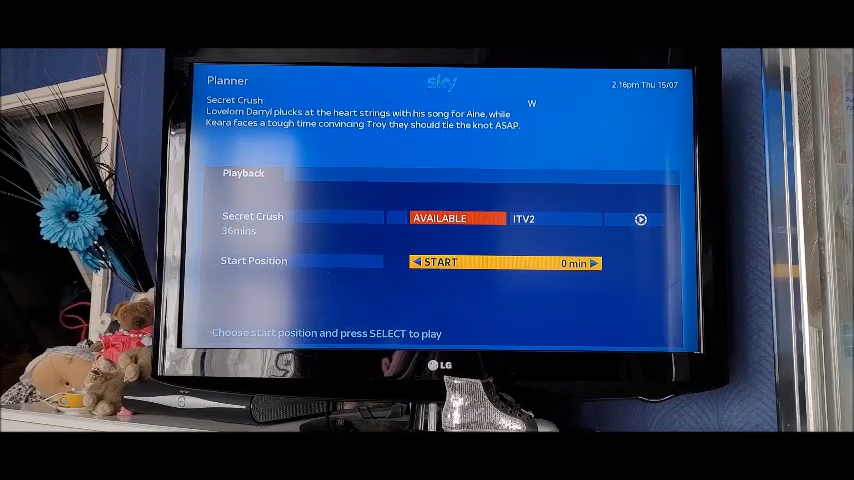 Planner
sky
2.16pm Thu 15/07
Secret Crush
W
Lovelorn Darryl plucks at the heart strings with his song for Aine, while
Keara faces a tough time convincing Troy they should tie the knot ASAP.
Playback
Secret Crush
AVAILABLE
ITV2
36mins
Start Position
START
0 min
Choose start position and press SELECT to play
LG